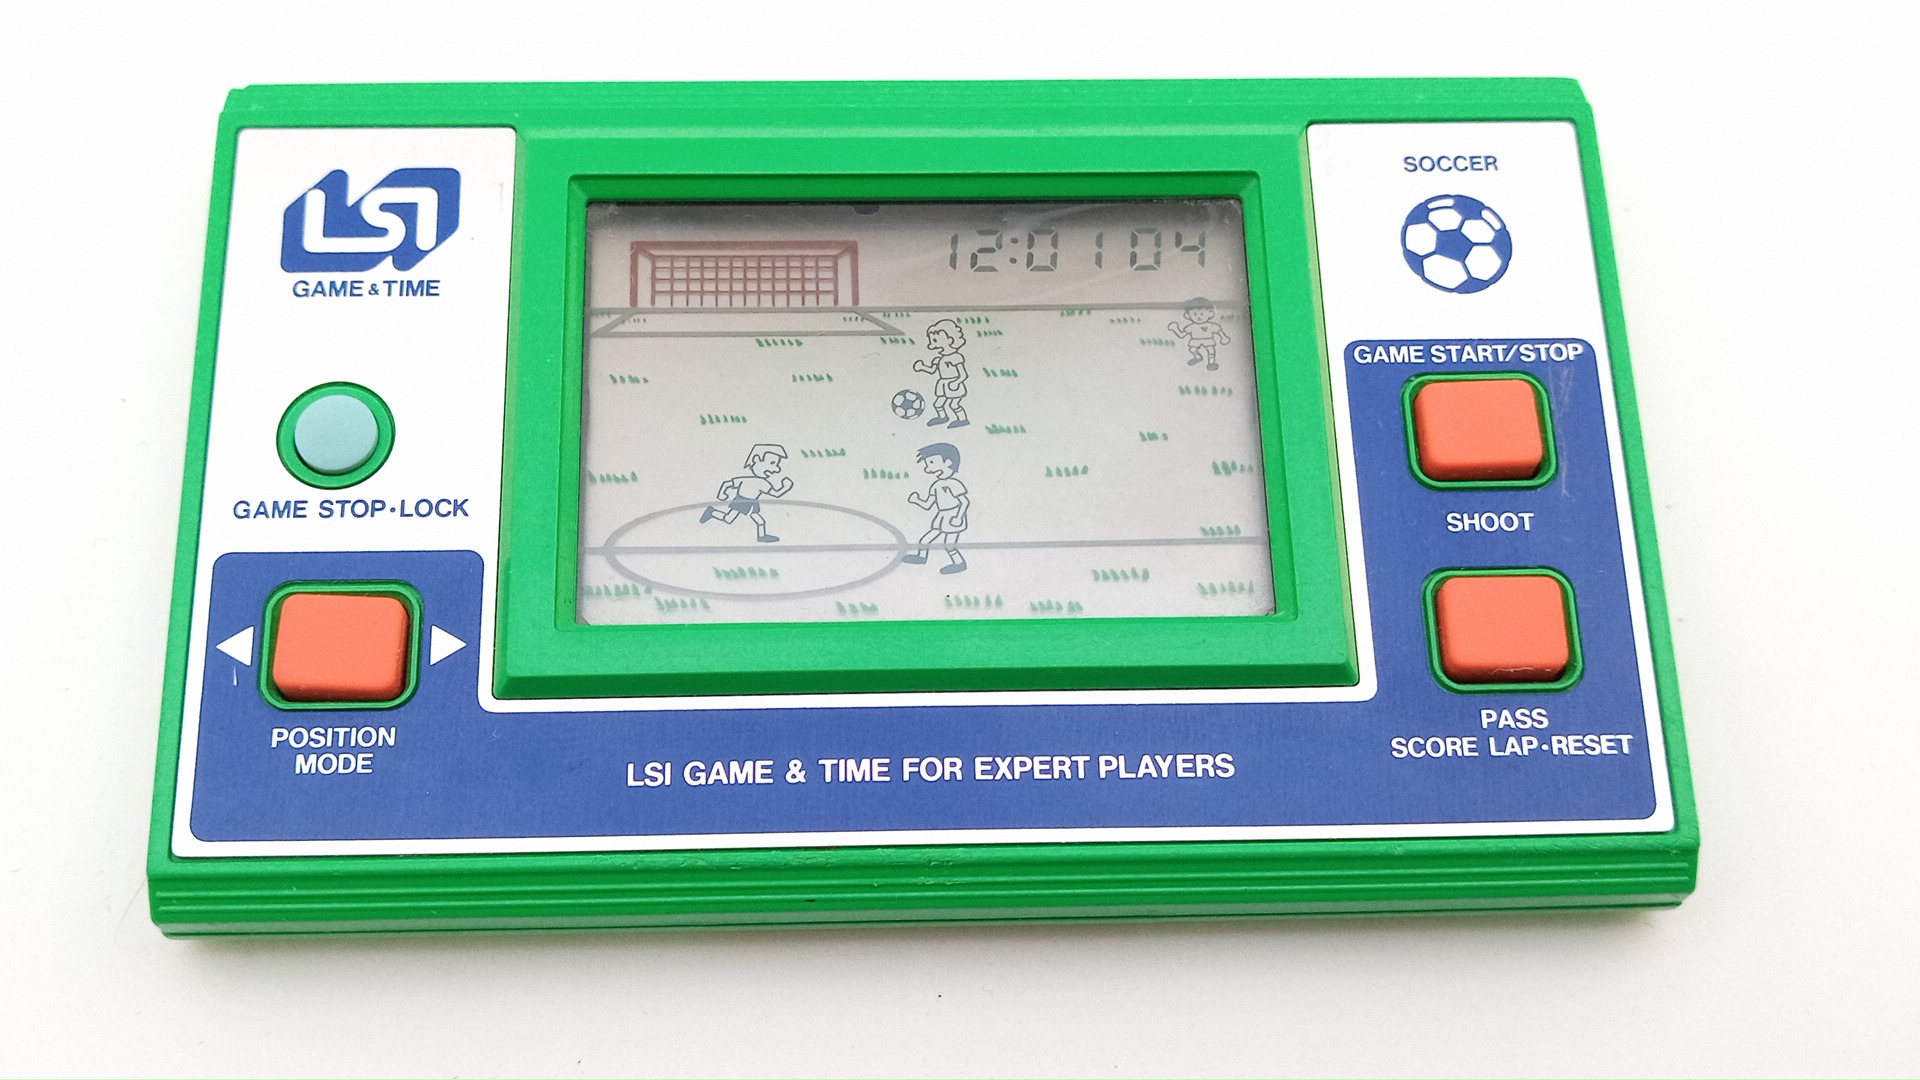 LSI
GAME & TIME
SOCCER
12:01 04
GAME START/STOP
GAME STOP·LOCK
SHOOT
POSITION
MODE
PASS
SCORE LAP·RESET
LSI GAME & TIME FOR EXPERT PLAYERS